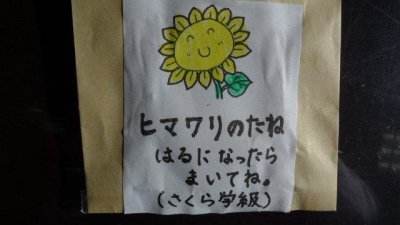 ヒマワリのたね
はるになったら
まいてね。
(さくら学級)